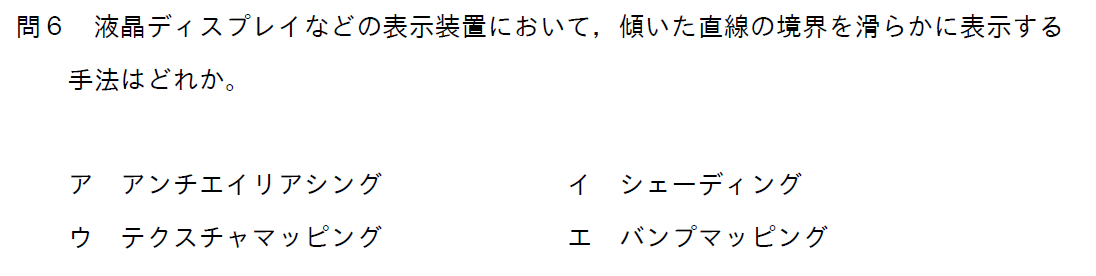 問６　液晶ディスプレイなどの表示装置において，傾いた直線の境界を滑らかに表示する
手法はどれか。
ア　アンチエイリアシング　イ　シェーディング
ウ　テクスチャマッピング　エ　バンプマッピング